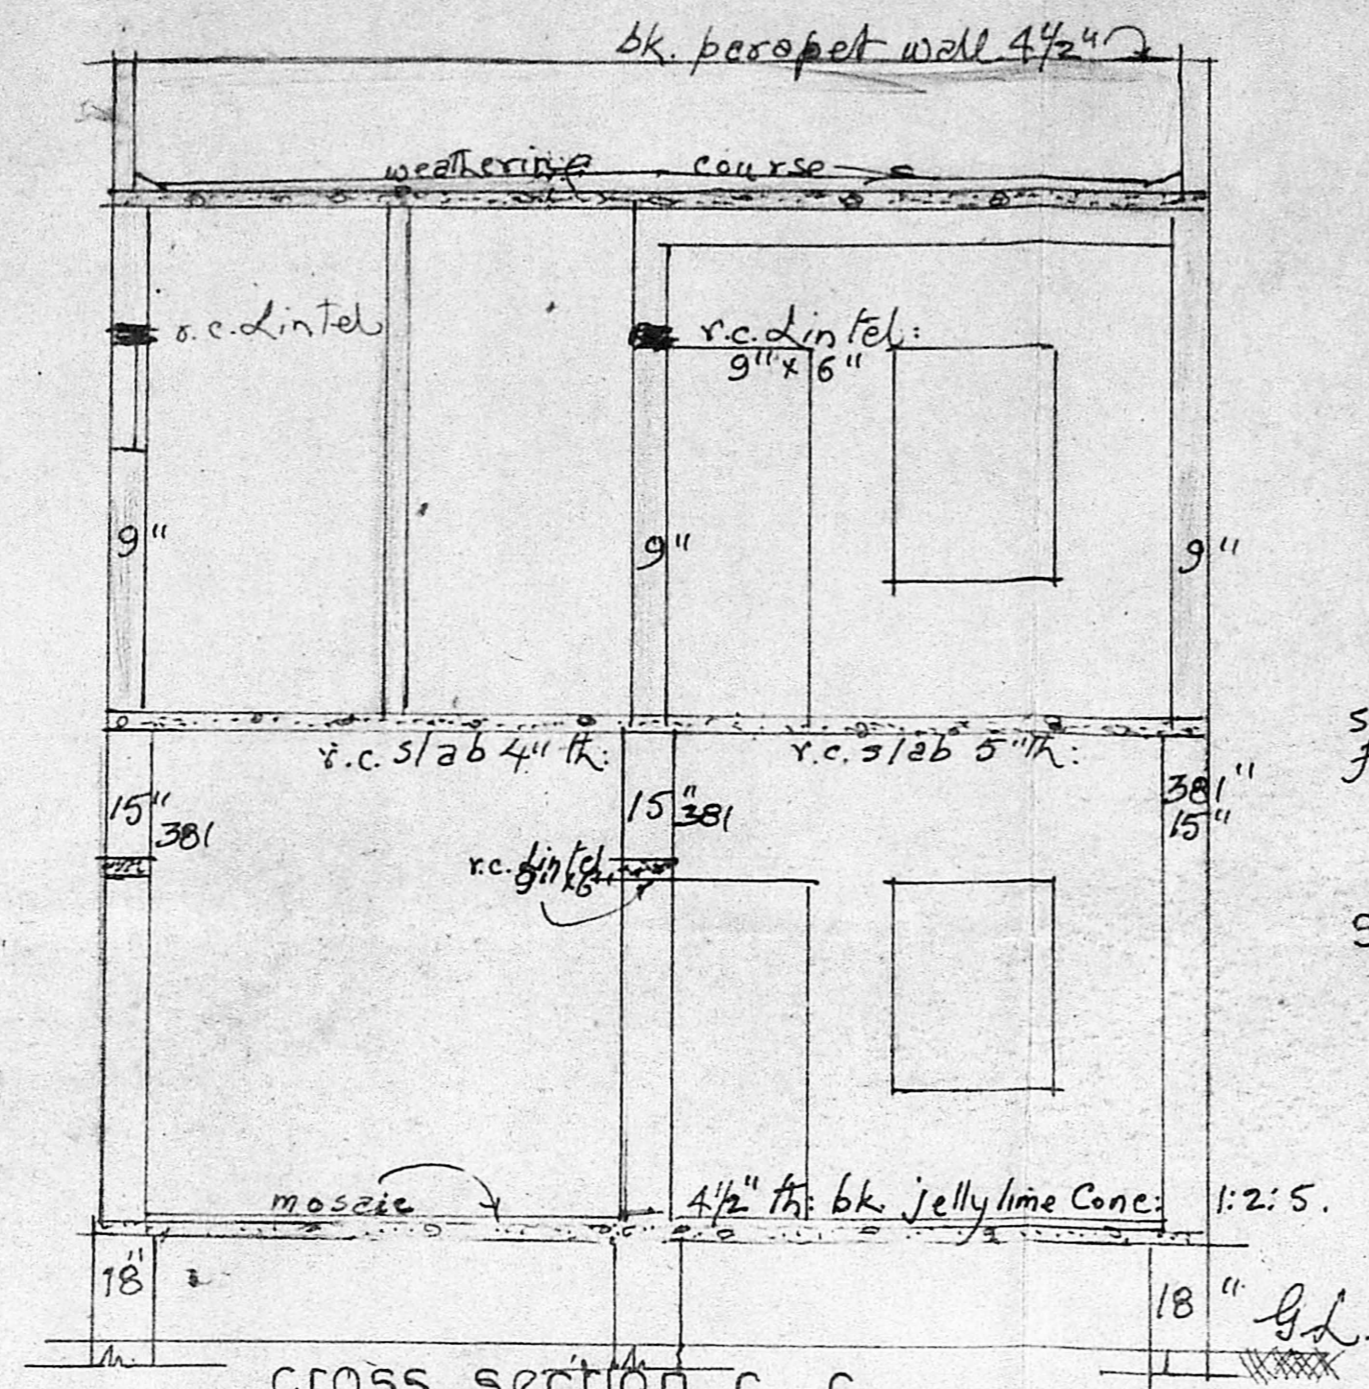 bk. parapet wall 4½"
weathering course
r.c. Lintel
r.c. Lintel:
9" x 6"
9"
9"
9"
r.c. slab 4" th:
r.c. slab 5" th:
15"
381
15"
381
381"
15"
r.c. Lintel
9" x 6"
mosaic
4½" th: bk. jelly lime Conc: 1:2:5.
18"
18"
G.L.
cross section c c